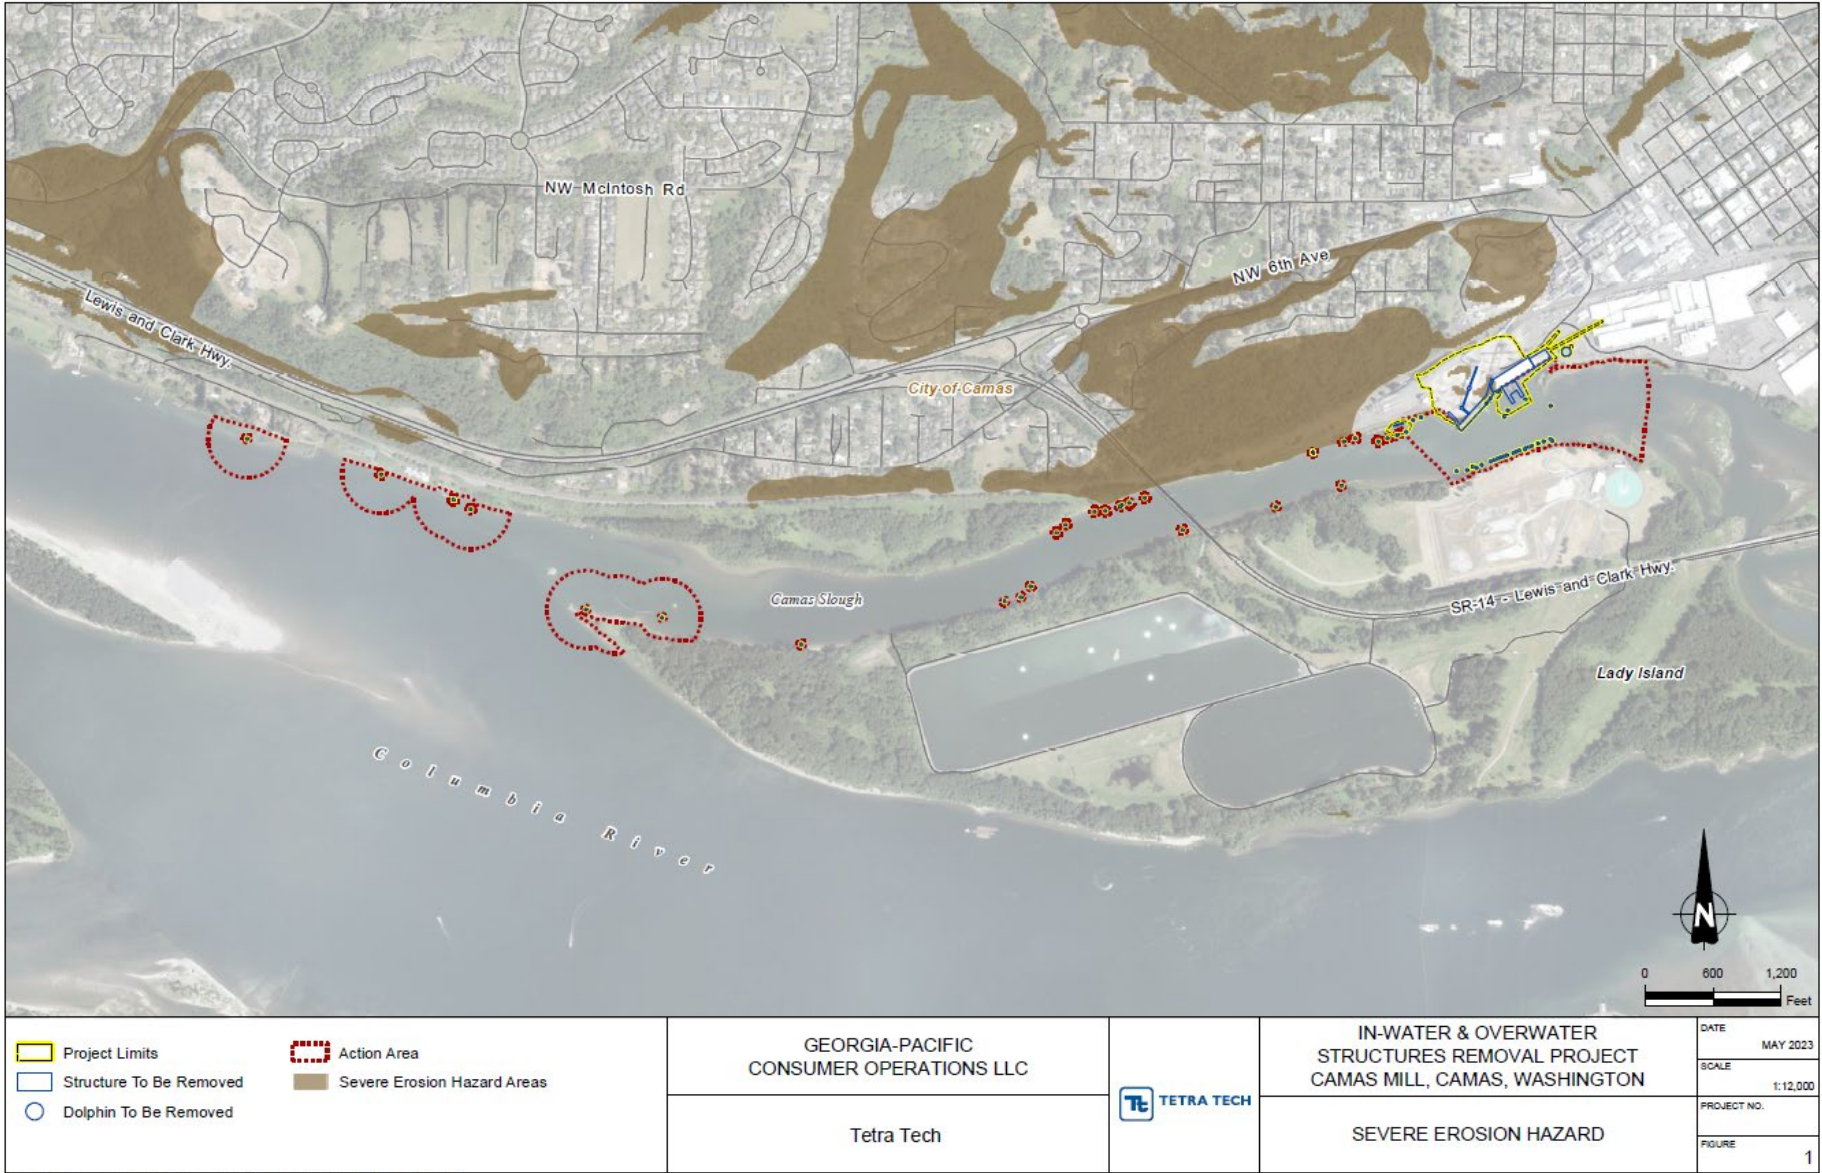 NW McIntosh Rd
NW 6th Ave
Lewis and Clark Hwy.
City of Camas
Camas Slough
SR-14 - Lewis and Clark Hwy.
Lady Island
Columbia River
N
0 600 1,200
Feet
Project Limits
Structure To Be Removed
Dolphin To Be Removed
Action Area
Severe Erosion Hazard Areas
GEORGIA-PACIFIC
CONSUMER OPERATIONS LLC
Tetra Tech
Tt TETRA TECH
IN-WATER & OVERWATER
STRUCTURES REMOVAL PROJECT
CAMAS MILL, CAMAS, WASHINGTON
SEVERE EROSION HAZARD
DATE
MAY 2023
SCALE
1:12,000
PROJECT NO.
FIGURE
1